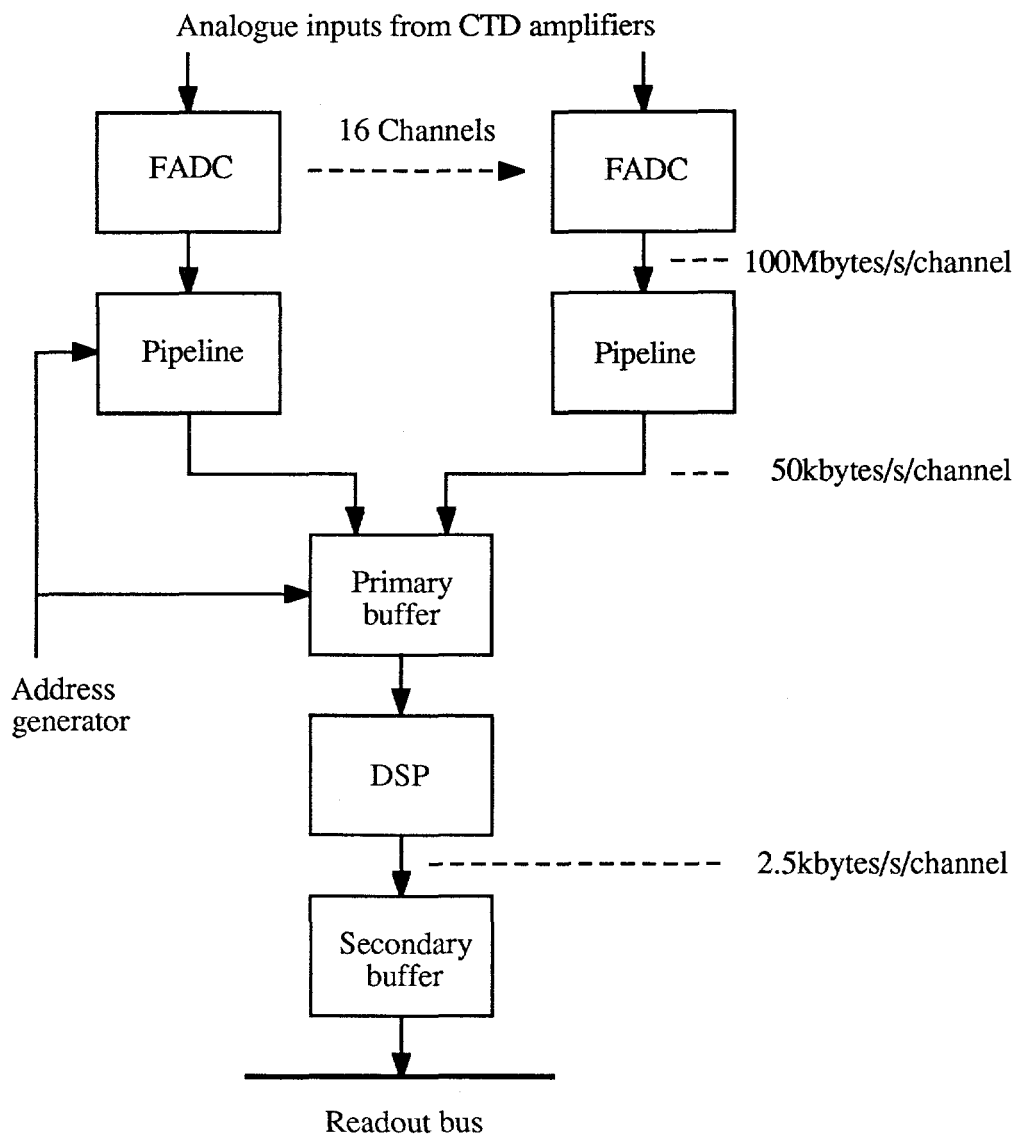 Analogue inputs from CTD amplifiers
16 Channels
FADC
FADC
100Mbytes/s/channel
Pipeline
Pipeline
50kbytes/s/channel
Primary
buffer
Address
generator
DSP
2.5kbytes/s/channel
Secondary
buffer
Readout bus